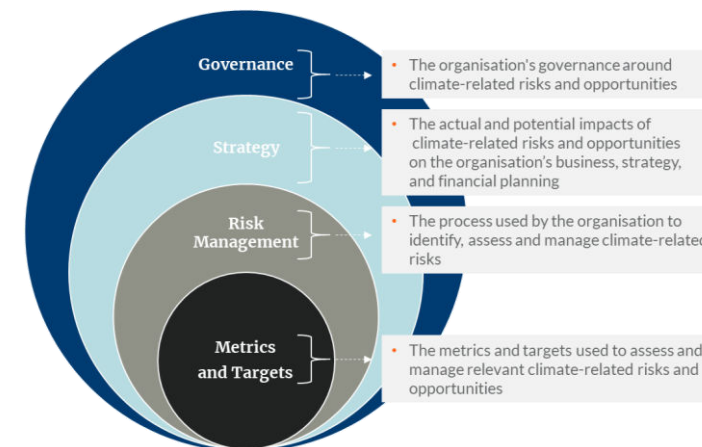 Governance
• The organisation's governance around
climate-related risks and opportunities
Strategy
• The actual and potential impacts of
climate-related risks and opportunities
on the organisation's business, strategy,
and financial planning
Risk
Management
• The process used by the organisation to
identify, assess and manage climate-related
risks
Metrics
and Targets
• The metrics and targets used to assess and
manage relevant climate-related risks and
opportunities